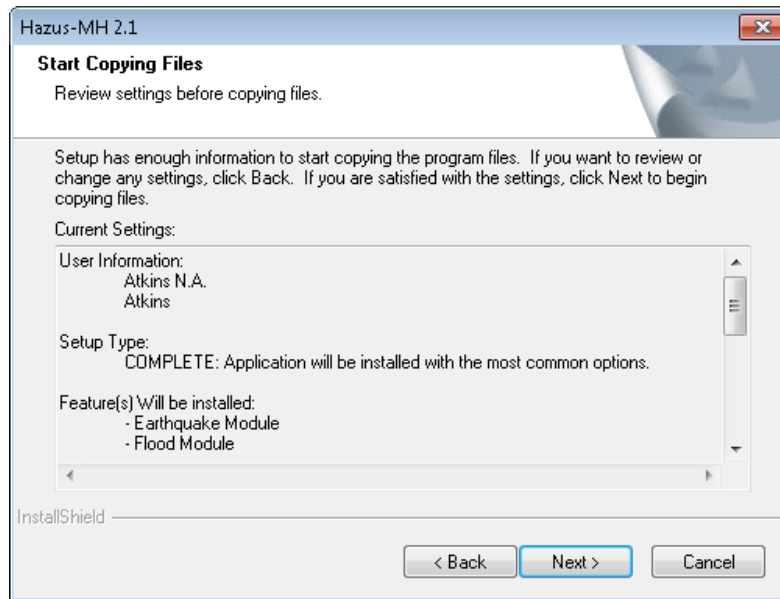 Hazus-MH 2.1
Start Copying Files
Review settings before copying files.
Setup has enough information to start copying the program files. If you want to review or
change any settings, click Back. If you are satisfied with the settings, click Next to begin
copying files.
Current Settings:
User Information:
Atkins N.A.
Atkins
Setup Type:
COMPLETE: Application will be installed with the most common options.
Feature(s) Will be installed:
- Earthquake Module
- Flood Module
InstallShield
< Back
Next >
Cancel